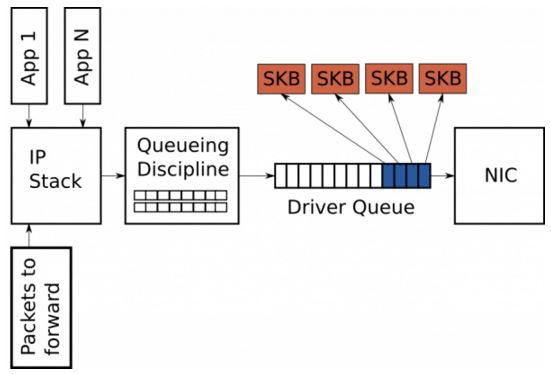 App 1
App N
SKB
SKB
SKB
SKB
IP
Stack
Queueing
Discipline
Driver Queue
NIC
Packets to
forward